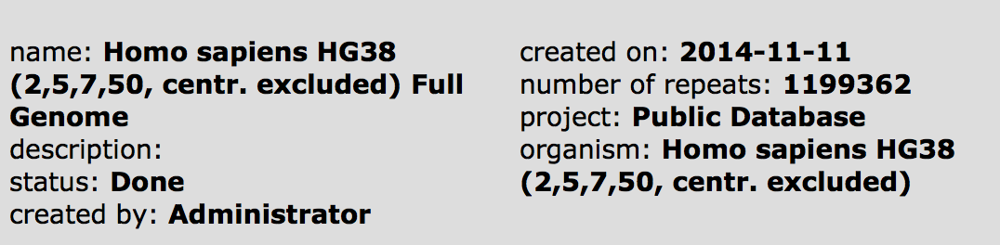 name: Homo sapiens HG38
(2,5,7,50, centr. excluded) Full
Genome
description:
status: Done
created by: Administrator
created on: 2014-11-11
number of repeats: 1199362
project: Public Database
organism: Homo sapiens HG38
(2,5,7,50, centr. excluded)